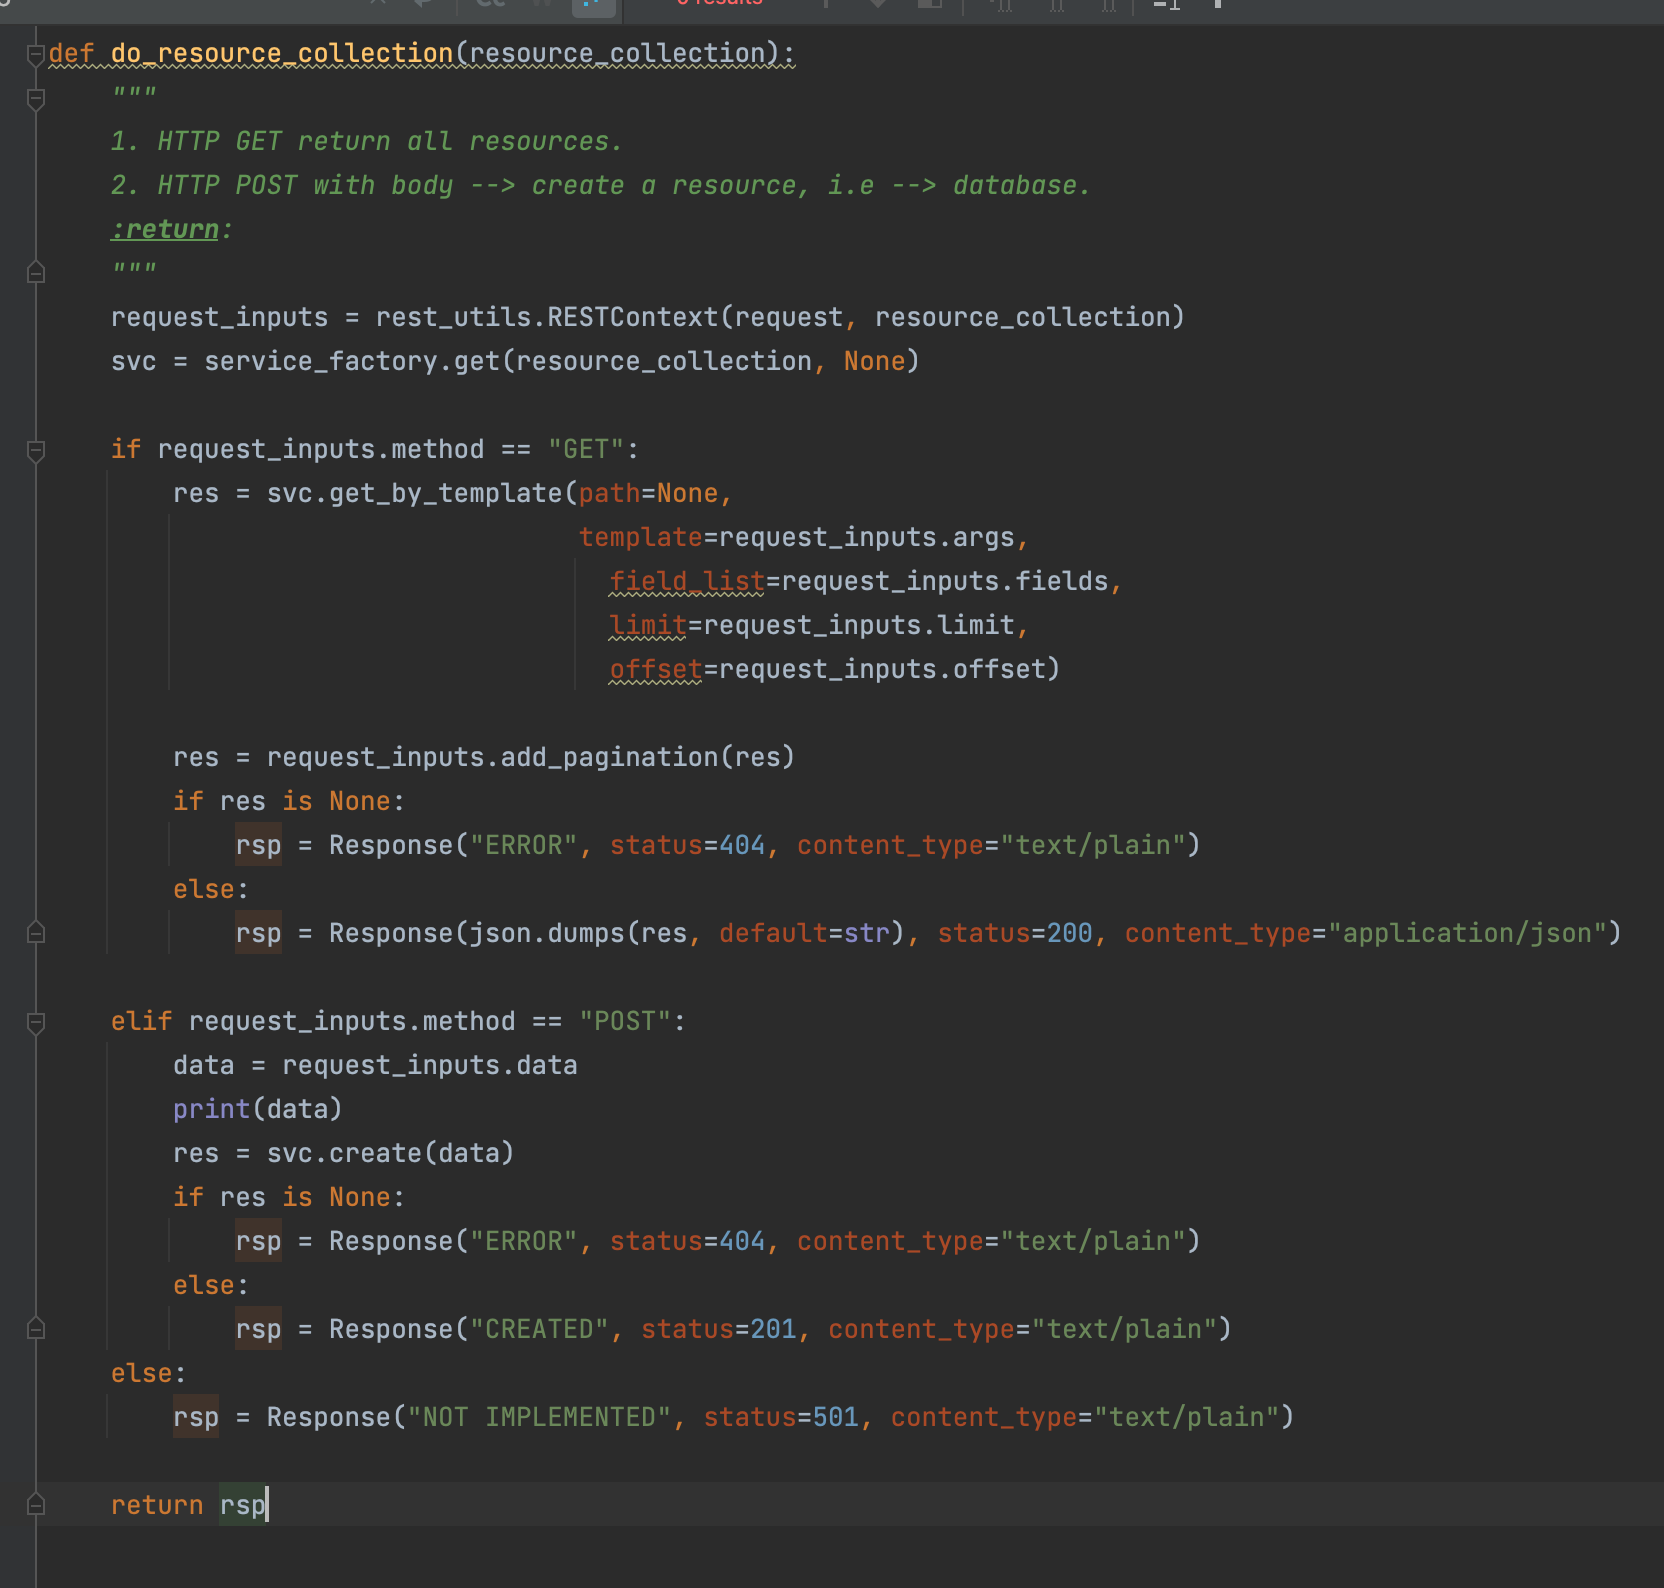 Cc W .* 0 results
def do_resource_collection(resource_collection):
    """
    1. HTTP GET return all resources.
    2. HTTP POST with body --> create a resource, i.e --> database.
    :return:
    """
    request_inputs = rest_utils.RESTContext(request, resource_collection)
    svc = service_factory.get(resource_collection, None)
    if request_inputs.method == "GET":
        res = svc.get_by_template(path=None,
                                  template=request_inputs.args,
                                    field_list=request_inputs.fields,
                                    limit=request_inputs.limit,
                                    offset=request_inputs.offset)
        res = request_inputs.add_pagination(res)
        if res is None:
            rsp = Response("ERROR", status=404, content_type="text/plain")
        else:
            rsp = Response(json.dumps(res, default=str), status=200, content_type="application/json")
    elif request_inputs.method == "POST":
        data = request_inputs.data
        print(data)
        res = svc.create(data)
        if res is None:
            rsp = Response("ERROR", status=404, content_type="text/plain")
        else:
            rsp = Response("CREATED", status=201, content_type="text/plain")
    else:
        rsp = Response("NOT IMPLEMENTED", status=501, content_type="text/plain")
    return rsp